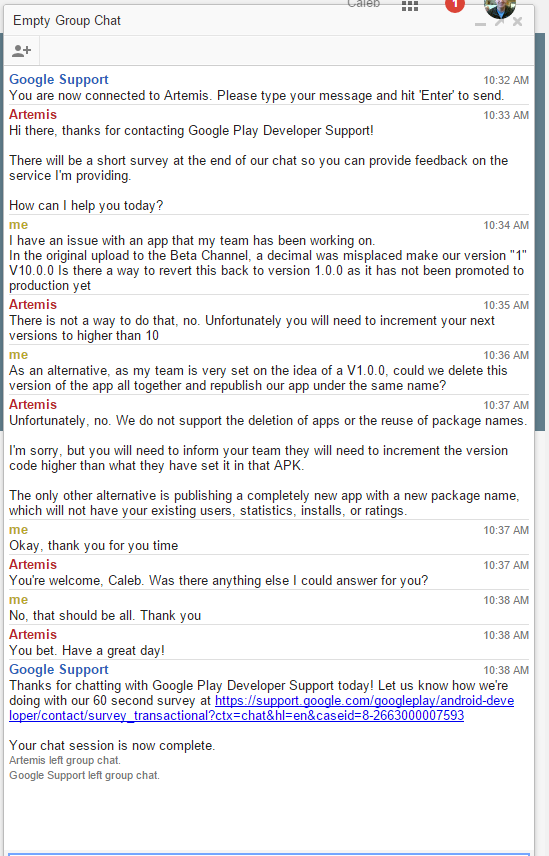 Caleb
1
Empty Group Chat
Google Support 10:32 AM
You are now connected to Artemis. Please type your message and hit 'Enter' to send.
Artemis 10:33 AM
Hi there, thanks for contacting Google Play Developer Support!
There will be a short survey at the end of our chat so you can provide feedback on the
service I'm providing.
How can I help you today?
me 10:34 AM
I have an issue with an app that my team has been working on.
In the original upload to the Beta Channel, a decimal was misplaced make our version "1"
V10.0.0 Is there a way to revert this back to version 1.0.0 as it has not been promoted to
production yet
Artemis 10:35 AM
There is not a way to do that, no. Unfortunately you will need to increment your next
versions to higher than 10
me 10:36 AM
As an alternative, as my team is very set on the idea of a V1.0.0, could we delete this
version of the app all together and republish our app under the same name?
Artemis 10:37 AM
Unfortunately, no. We do not support the deletion of apps or the reuse of package names.
I'm sorry, but you will need to inform your team they will need to increment the version
code higher than what they have set it in that APK.
The only other alternative is publishing a completely new app with a new package name,
which will not have your existing users, statistics, installs, or ratings.
me 10:37 AM
Okay, thank you for you time
Artemis 10:37 AM
You're welcome, Caleb. Was there anything else I could answer for you?
me 10:38 AM
No, that should be all. Thank you
Artemis 10:38 AM
You bet. Have a great day!
Google Support 10:38 AM
Thanks for chatting with Google Play Developer Support today! Let us know how we're
doing with our 60 second survey at https://support.google.com/googleplay/android-deve
loper/contact/survey_transactional?ctx=chat&hl=en&caseid=8-2663000007593
Your chat session is now complete.
Artemis left group chat.
Google Support left group chat.